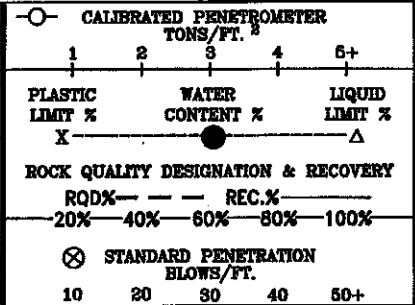 CALIBRATED PENETROMETER
TONS/FT. 2
1 2 3 4 5+
PLASTIC WATER LIQUID
LIMIT % CONTENT % LIMIT %
X Δ
ROCK QUALITY DESIGNATION & RECOVERY
RQD% REC.%
20% 40% 60% 80% 100%
STANDARD PENETRATION
BLOWS/FT.
10 20 30 40 50+